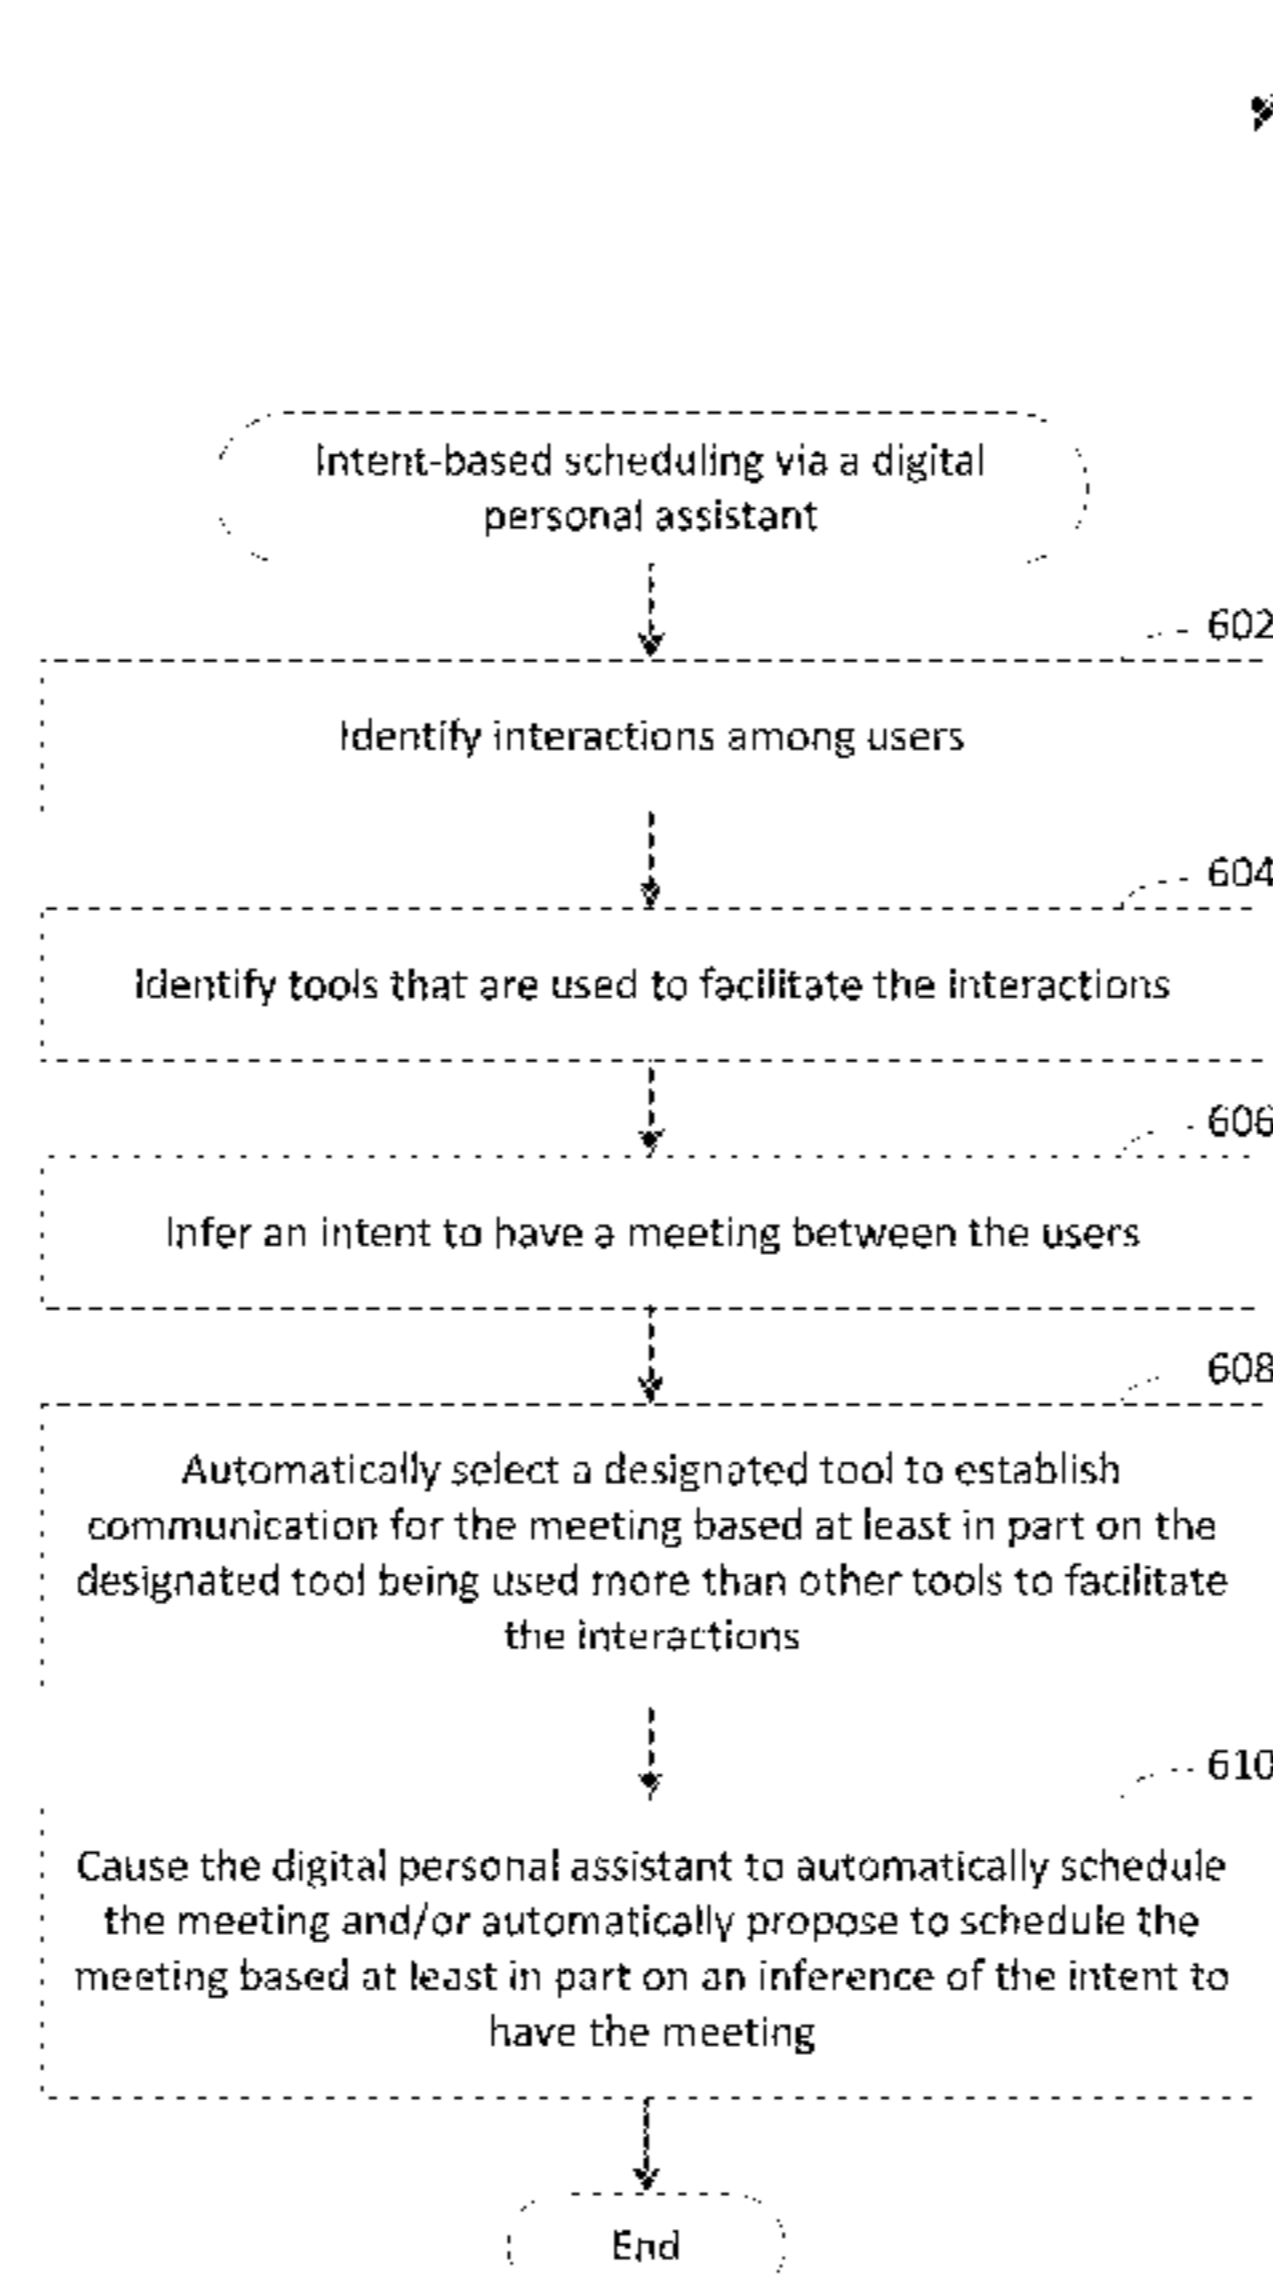 Intent-based scheduling via a digital
personal assistant
602
Identify interactions among users
604
Identify tools that are used to facilitate the interactions
606
Infer an intent to have a meeting between the users
608
Automatically select a designated tool to establish
communication for the meeting based at least in part on the
designated tool being used more than other tools to facilitate
the interactions
610
Cause the digital personal assistant to automatically schedule
the meeting and/or automatically propose to schedule the
meeting based at least in part on an inference of the intent to
have the meeting
End